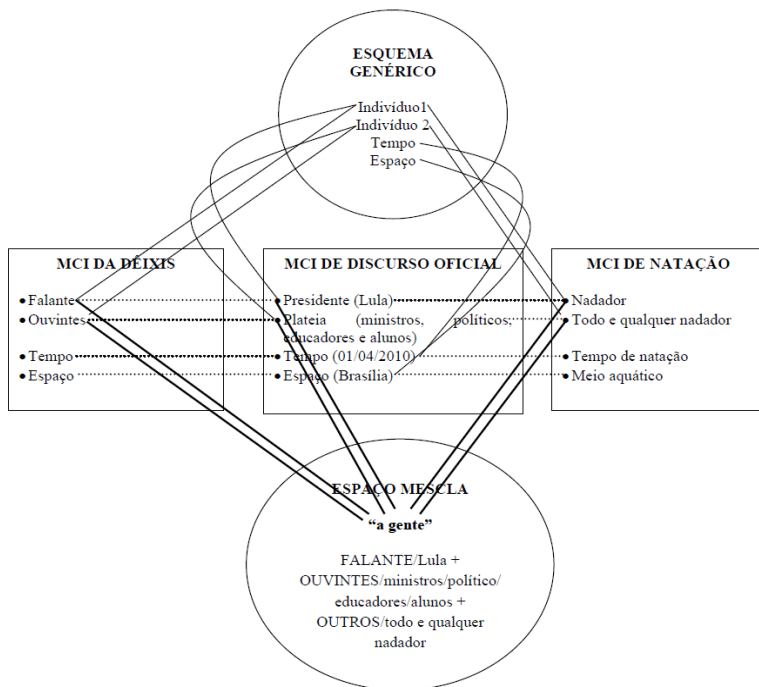 ESQUEMA
GENÉRICO
Indivíduo1
Indivíduo 2
Tempo
Espaço
MCI DA DÊIXIS
Falante
Ouvintes
Tempo
Espaço
MCI DE DISCURSO OFICIAL
Presidente (Lula)
Plateia (ministros, políticos,
educadores e alunos)
Tempo (01/04/2010)
Espaço (Brasília)
MCI DE NATAÇÃO
Nadador
Todo e qualquer nadador
Tempo de natação
Meio aquático
ESPAÇO MESCLA
“a gente”
FALANTE/Lula +
OUVINTES/ministros/político/
educadores/alunos +
OUTROS/todo e qualquer
nadador